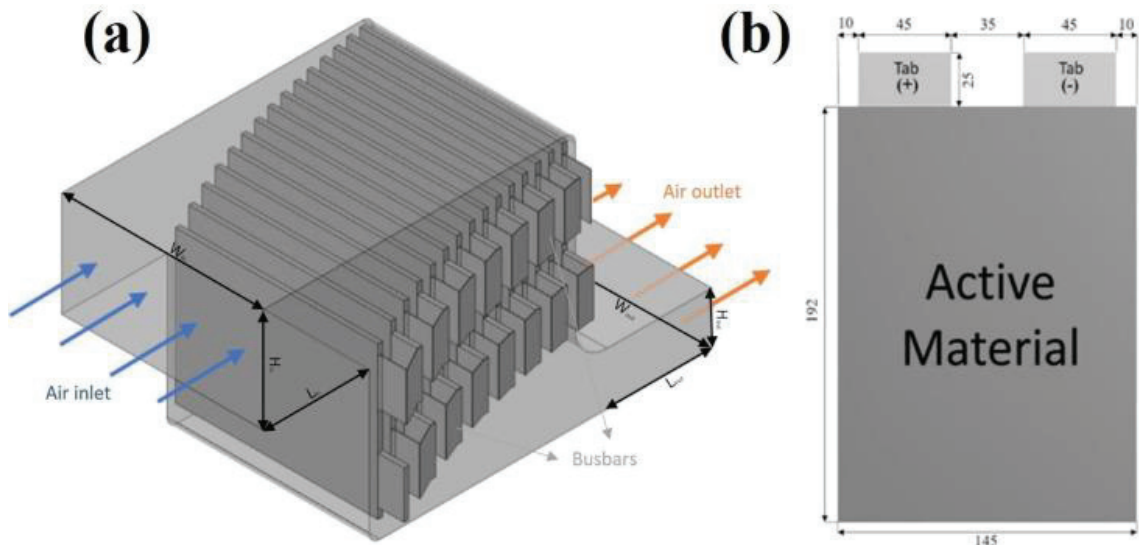 (a)
W
Air inlet
H
L
Busbars
Air outlet
W
H
L
(b)
10
45
35
45
10
Tab
(+)
25
Tab
(-)
192
Active
Material
145